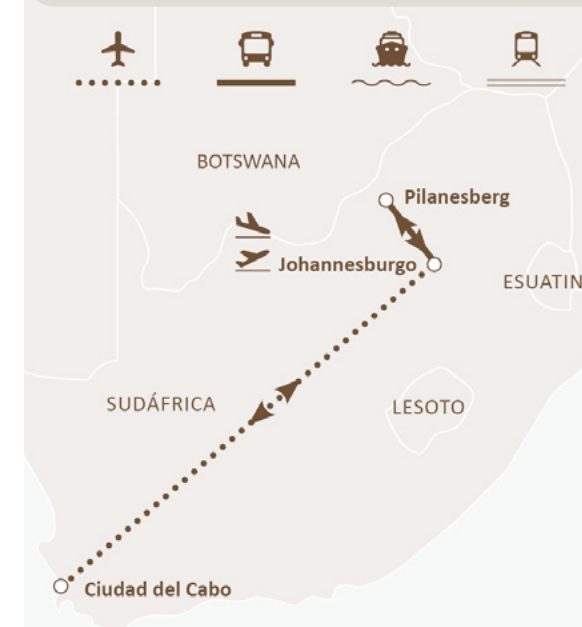 BOTSWANA
Pilanesberg
Johannesburgo
ESUATIN
SUDÁFRICA
LESOTO
Ciudad del Cabo